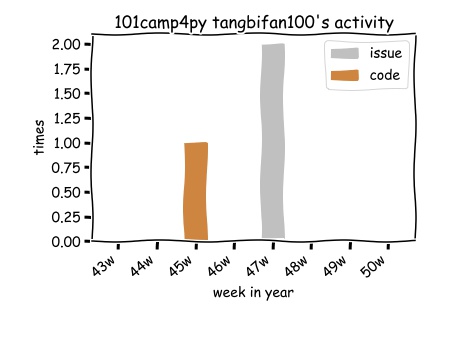 101camp4py tangbifan100's activity
issue
code
2.00
1.75
1.50
1.25
1.00
0.75
0.50
0.25
0.00
times
43w 44w 45w 46w 47w 48w 49w 50w
week in year